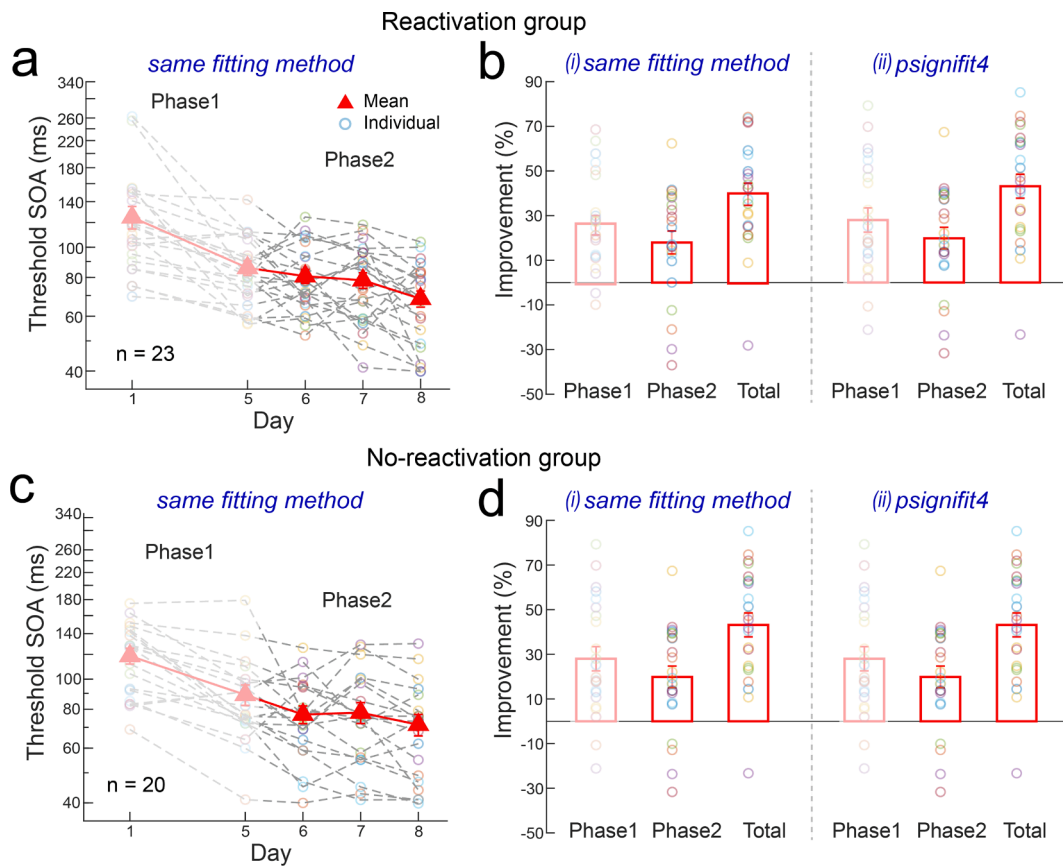 Reactivation group
a
same fitting method
340
260
220
180
140
100
80
60
40
Threshold SOA (ms)
Phase1
Mean
Individual
Phase2
n = 23
1
5
6
7
8
Day
b
(i) same fitting method
(ii) psignifit4
90
70
50
30
10
-10
-30
-50
Improvement (%)
Phase1 Phase2 Total
Phase1 Phase2 Total
No-reactivation group
c
same fitting method
340
260
220
180
140
100
80
60
40
Threshold SOA (ms)
Phase1
Phase2
n = 20
1
5
6
7
8
Day
d
(i) same fitting method
(ii) psignifit4
90
70
50
30
10
-10
-30
-50
Improvement (%)
Phase1 Phase2 Total
Phase1 Phase2 Total